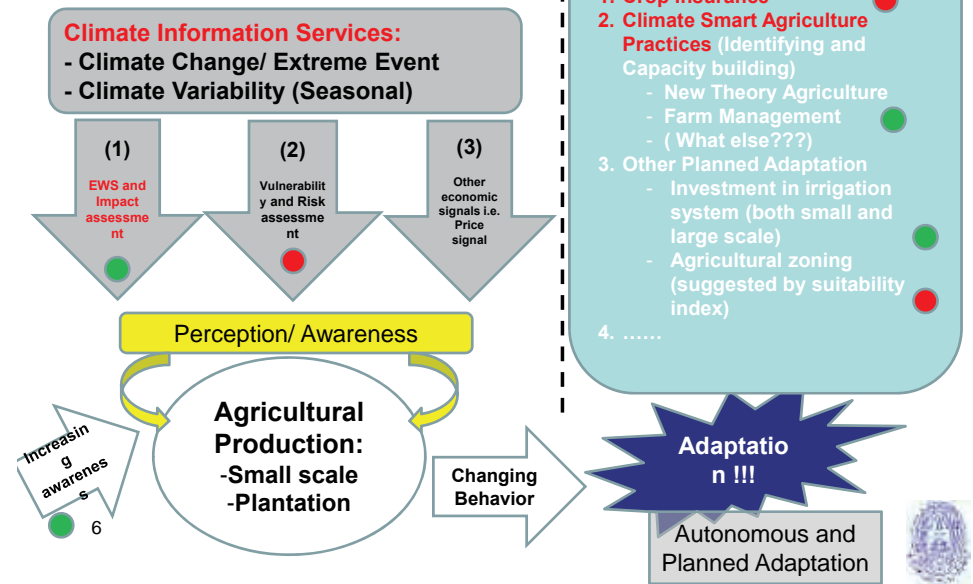 Climate Information Services:
- Climate Change/ Extreme Event
- Climate Variability (Seasonal)
(1)
EWS and
Impact
assessme
nt
(2)
Vulnerabilit
y and Risk
assessme
nt
(3)
Other
economic
signals i.e.
Price
signal
Perception/ Awareness
Agricultural
Production:
-Small scale
-Plantation
Increasin
g
awarenes
s
6
Changing
Behavior
1. Crop Insurance
2. Climate Smart Agriculture
Practices (Identifying and
Capacity building)
- New Theory Agriculture
- Farm Management
- ( What else???)
3. Other Planned Adaptation
- Investment in irrigation
system (both small and
large scale)
- Agricultural zoning
(suggested by suitability
index)
4. ……
Adaptatio
n !!!
Autonomous and
Planned Adaptation